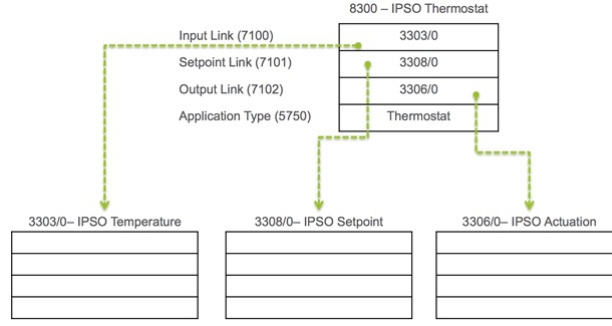 8300 – IPSO Thermostat
Input Link (7100) 3303/0
Setpoint Link (7101) 3308/0
Output Link (7102) 3306/0
Application Type (5750) Thermostat
3303/0– IPSO Temperature 3308/0– IPSO Setpoint 3306/0– IPSO Actuation